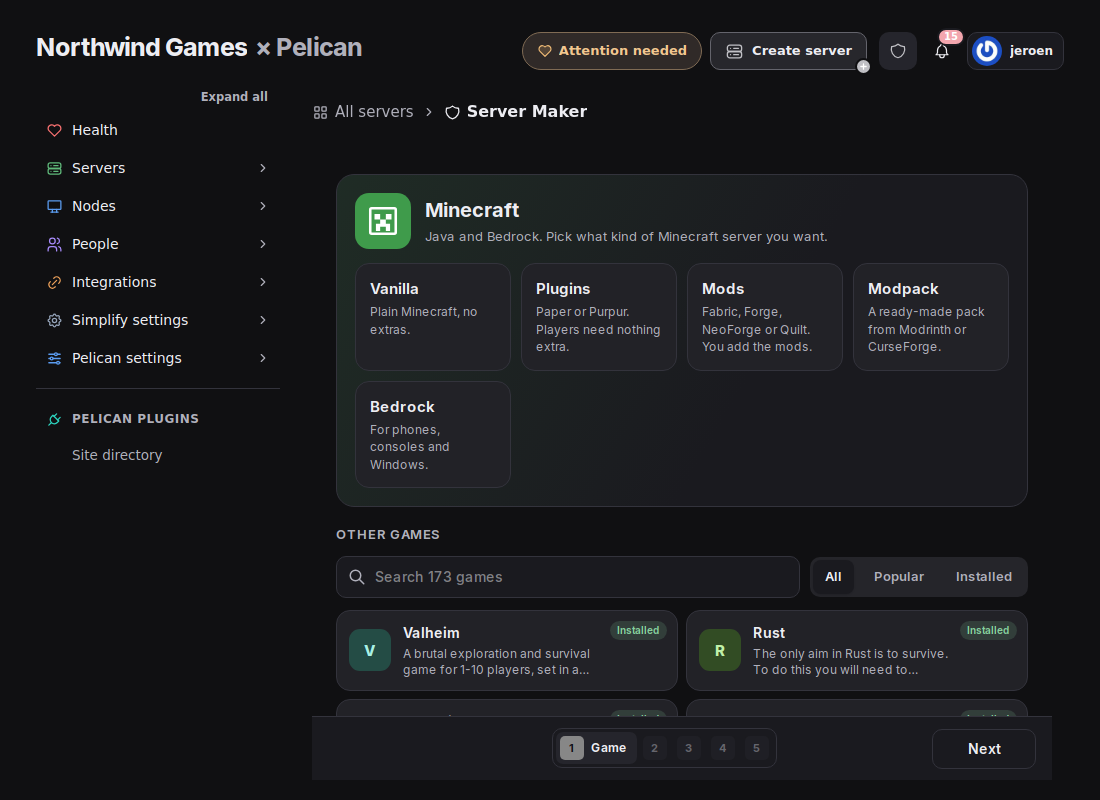 Northwind Games × Pelican
Attention needed
Create server
15
jeroen
Expand all
Health
Servers
Nodes
People
Integrations
Simplify settings
Pelican settings
PELICAN PLUGINS
Site directory
All servers
Server Maker
Minecraft
Java and Bedrock. Pick what kind of Minecraft server you want.
Vanilla
Plain Minecraft, no
extras.
Plugins
Paper or Purpur.
Players need nothing
extra.
Mods
Fabric, Forge,
NeoForge or Quilt.
You add the mods.
Modpack
A ready-made pack
from Modrinth or
CurseForge.
Bedrock
For phones,
consoles and
Windows.
OTHER GAMES
Search 173 games
All
Popular
Installed
V
Valheim
Installed
A brutal exploration and survival
game for 1-10 players, set in a...
R
Rust
Installed
The only aim in Rust is to survive.
To do this you will need to...
1 Game 2 3 4 5
Next